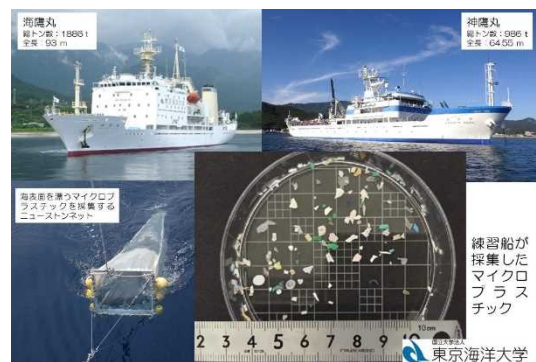 海鷹丸
総トン数：1886 t
全長：93 m
神鷹丸
総トン数：986 t
全長：64.55 m
海表面を漂うマイクロプ
ラスチックを採集する
ニューストンネット
練習船が
採集した
マイクロ
プラス
チック
2 3 4 5 6 7 8 9 10cm
国立大学法人
東京海洋大学